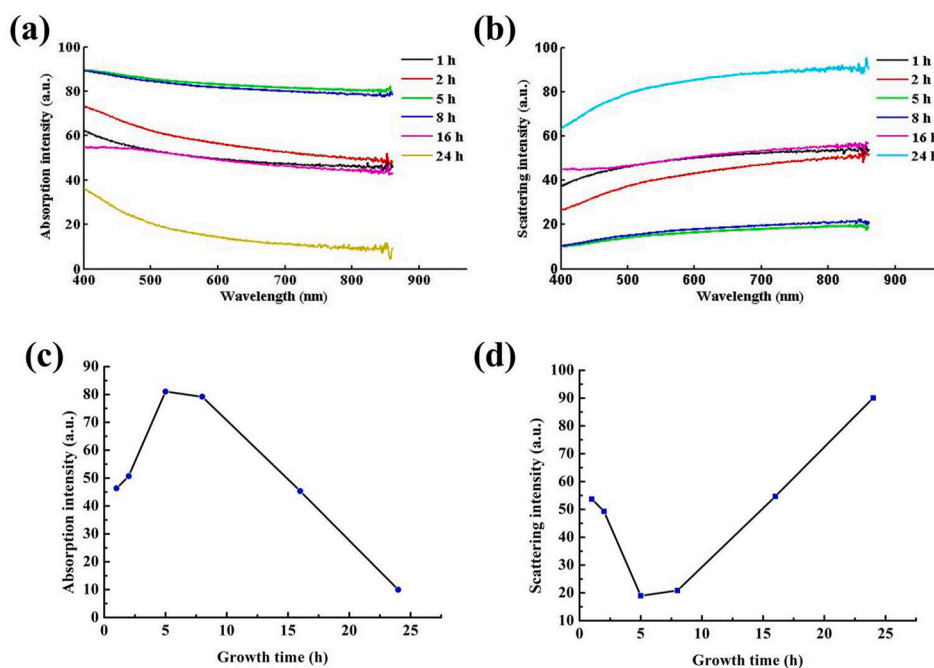 (a)
(b)
Absorption intensity (a.u.)
100
80
60
40
20
0
400
500
600
700
800
900
Wavelength (nm)
1 h
2 h
5 h
8 h
16 h
24 h
Scattering intensity (a.u.)
100
80
60
40
20
0
400
500
600
700
800
900
Wavelength (nm)
1 h
2 h
5 h
8 h
16 h
24 h
(c)
(d)
Absorption intensity (a.u.)
90
80
70
60
50
40
30
20
10
0
0
5
10
15
20
25
Growth time (h)
Scattering intensity (a.u.)
100
90
80
70
60
50
40
30
20
10
0
5
10
15
20
25
Growth time (h)